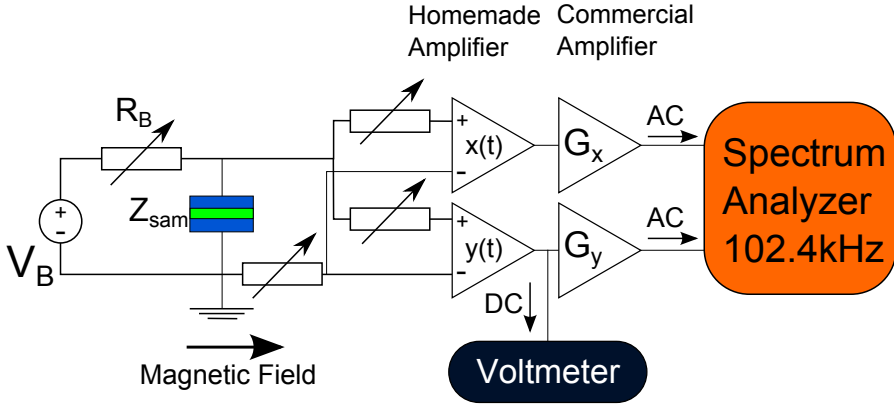 Homemade
Amplifier
Commercial
Amplifier
R_B
+
-
V_B
Z_sam
+
x(t)
-
+
y(t)
-
G_x
G_y
AC
AC
DC
Spectrum
Analyzer
102.4kHz
Voltmeter
Magnetic Field